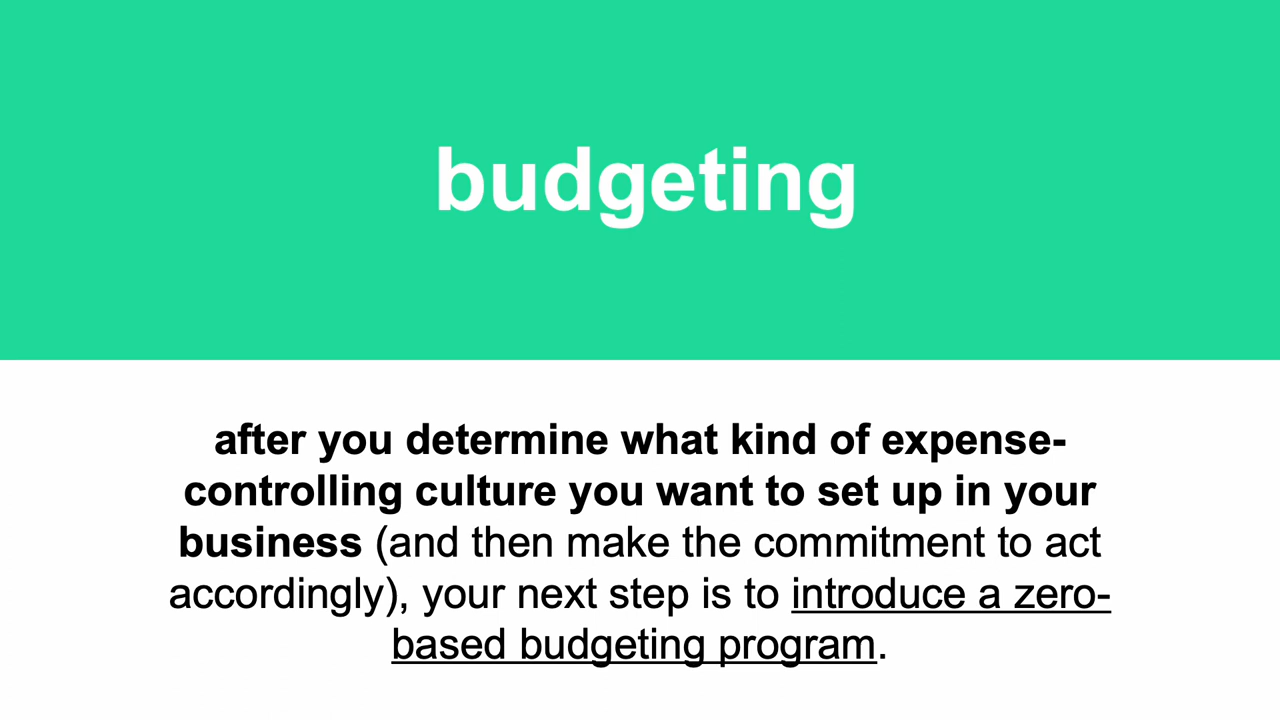 budgeting
after you determine what kind of expense-
controlling culture you want to set up in your
business (and then make the commitment to act
accordingly), your next step is to introduce a zero-
based budgeting program.